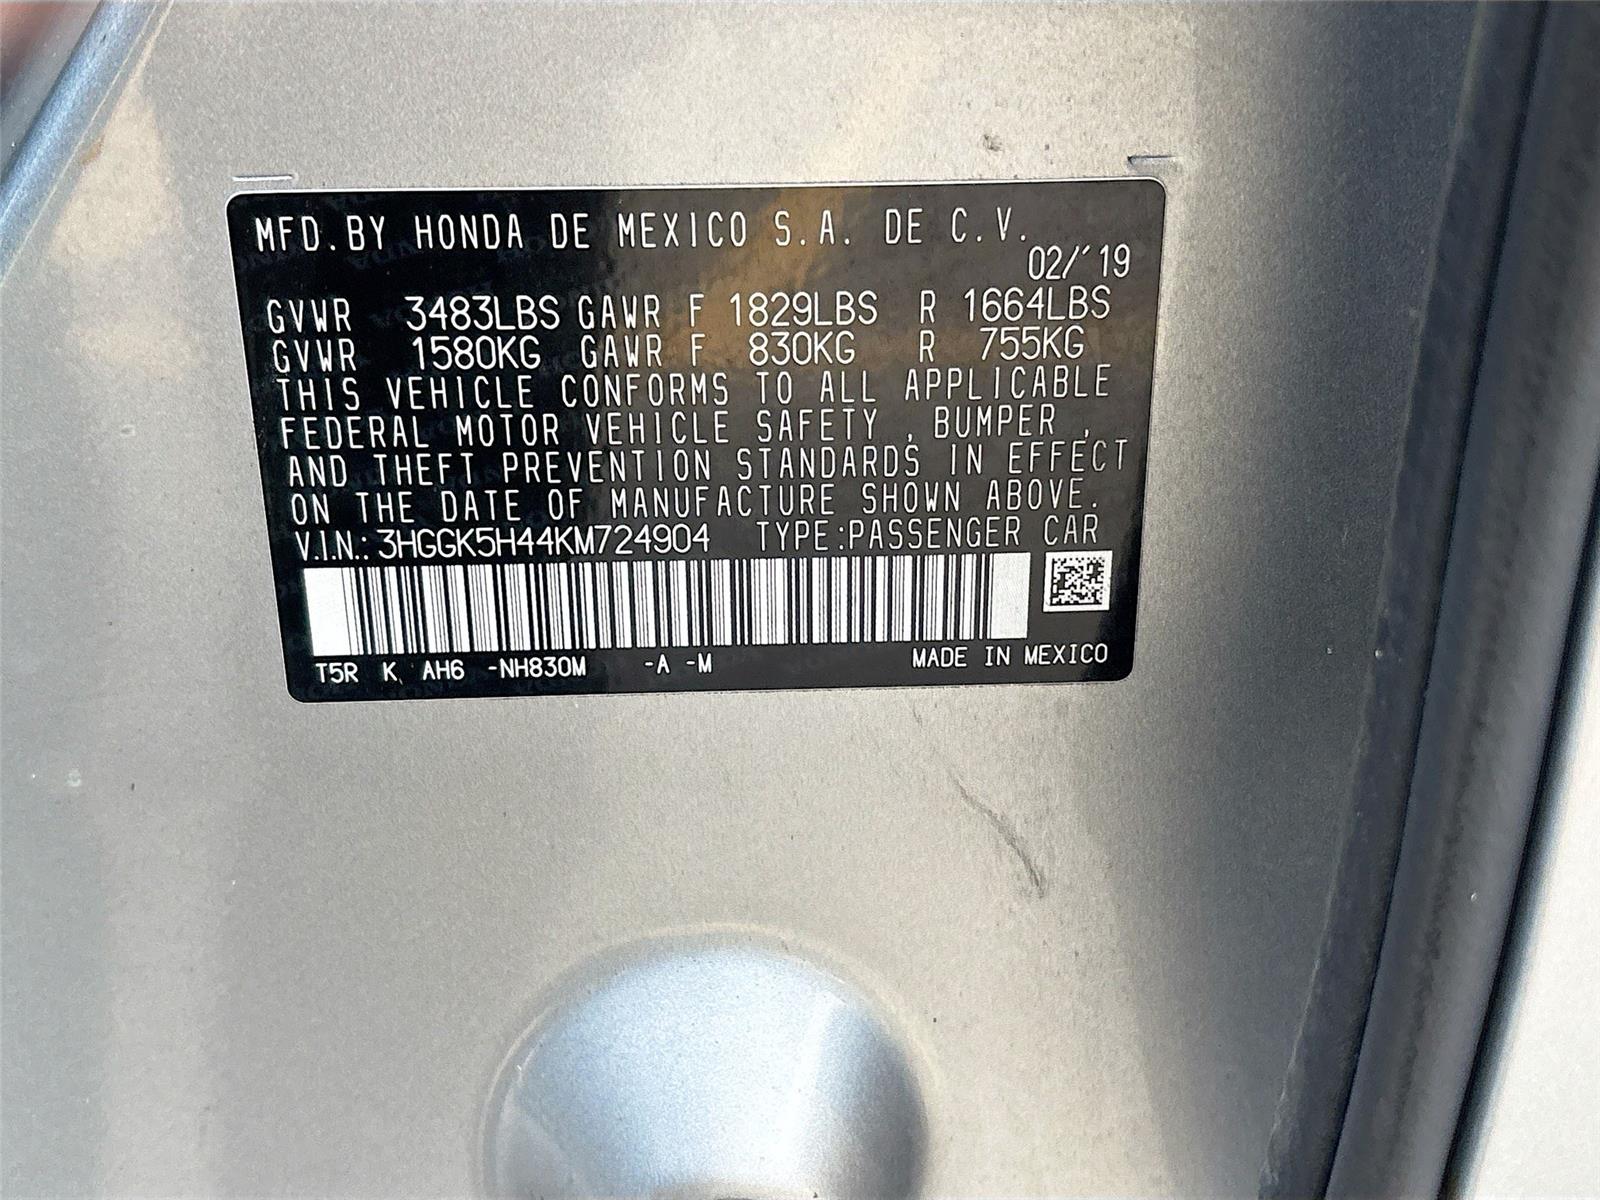 MFD.BY HONDA DE MEXICO S.A. DE C.V.
02/'19
GVWR 3483LBS GAWR F 1829LBS R 1664LBS
GVWR 1580KG GAWR F 830KG R 755KG
THIS VEHICLE CONFORMS TO ALL APPLICABLE
FEDERAL MOTOR VEHICLE SAFETY , BUMPER ,
AND THEFT PREVENTION STANDARDS IN EFFECT
ON THE DATE OF MANUFACTURE SHOWN ABOVE.
V.I.N.: 3HGGK5H44KM724904 TYPE:PASSENGER CAR
T5R K AH6 -NH830M -A -M MADE IN MEXICO